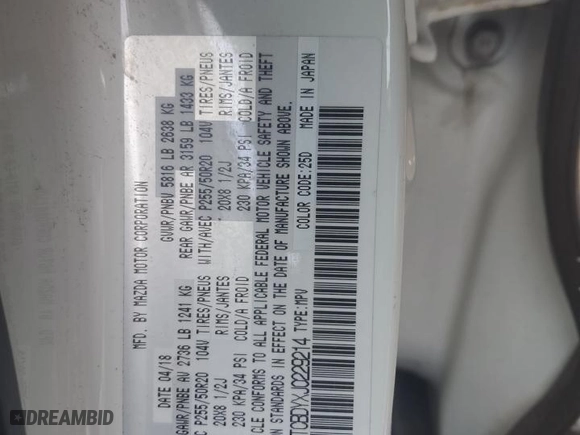 MFD. BY MAZDA MOTOR CORPORATION
DATE 04/18 GVWR/PNBV 5816 LB 2638 KG
GAWR/PNBE AV 2736 LB 1241 KG REAR GAWR/PNBE AR 3159 LB 1433 KG
P255/50R20 104V TIRES/PNEUS WITH/AVEC P255/50R20 104V TIRES/PNEUS
20X8 1/2J RIMS/JANTES 20X8 1/2J RIMS/JANTES
230 KPA/34 PSI COLD/A FROID 230 KPA/34 PSI COLD/A FROID
CONFORMS TO ALL APPLICABLE FEDERAL MOTOR VEHICLE SAFETY AND THEFT
STANDARDS IN EFFECT ON THE DATE OF MANUFACTURE SHOWN ABOVE.
J0229214 TYPE:MPV COLOR CODE:25D MADE IN JAPAN
BIDFAX